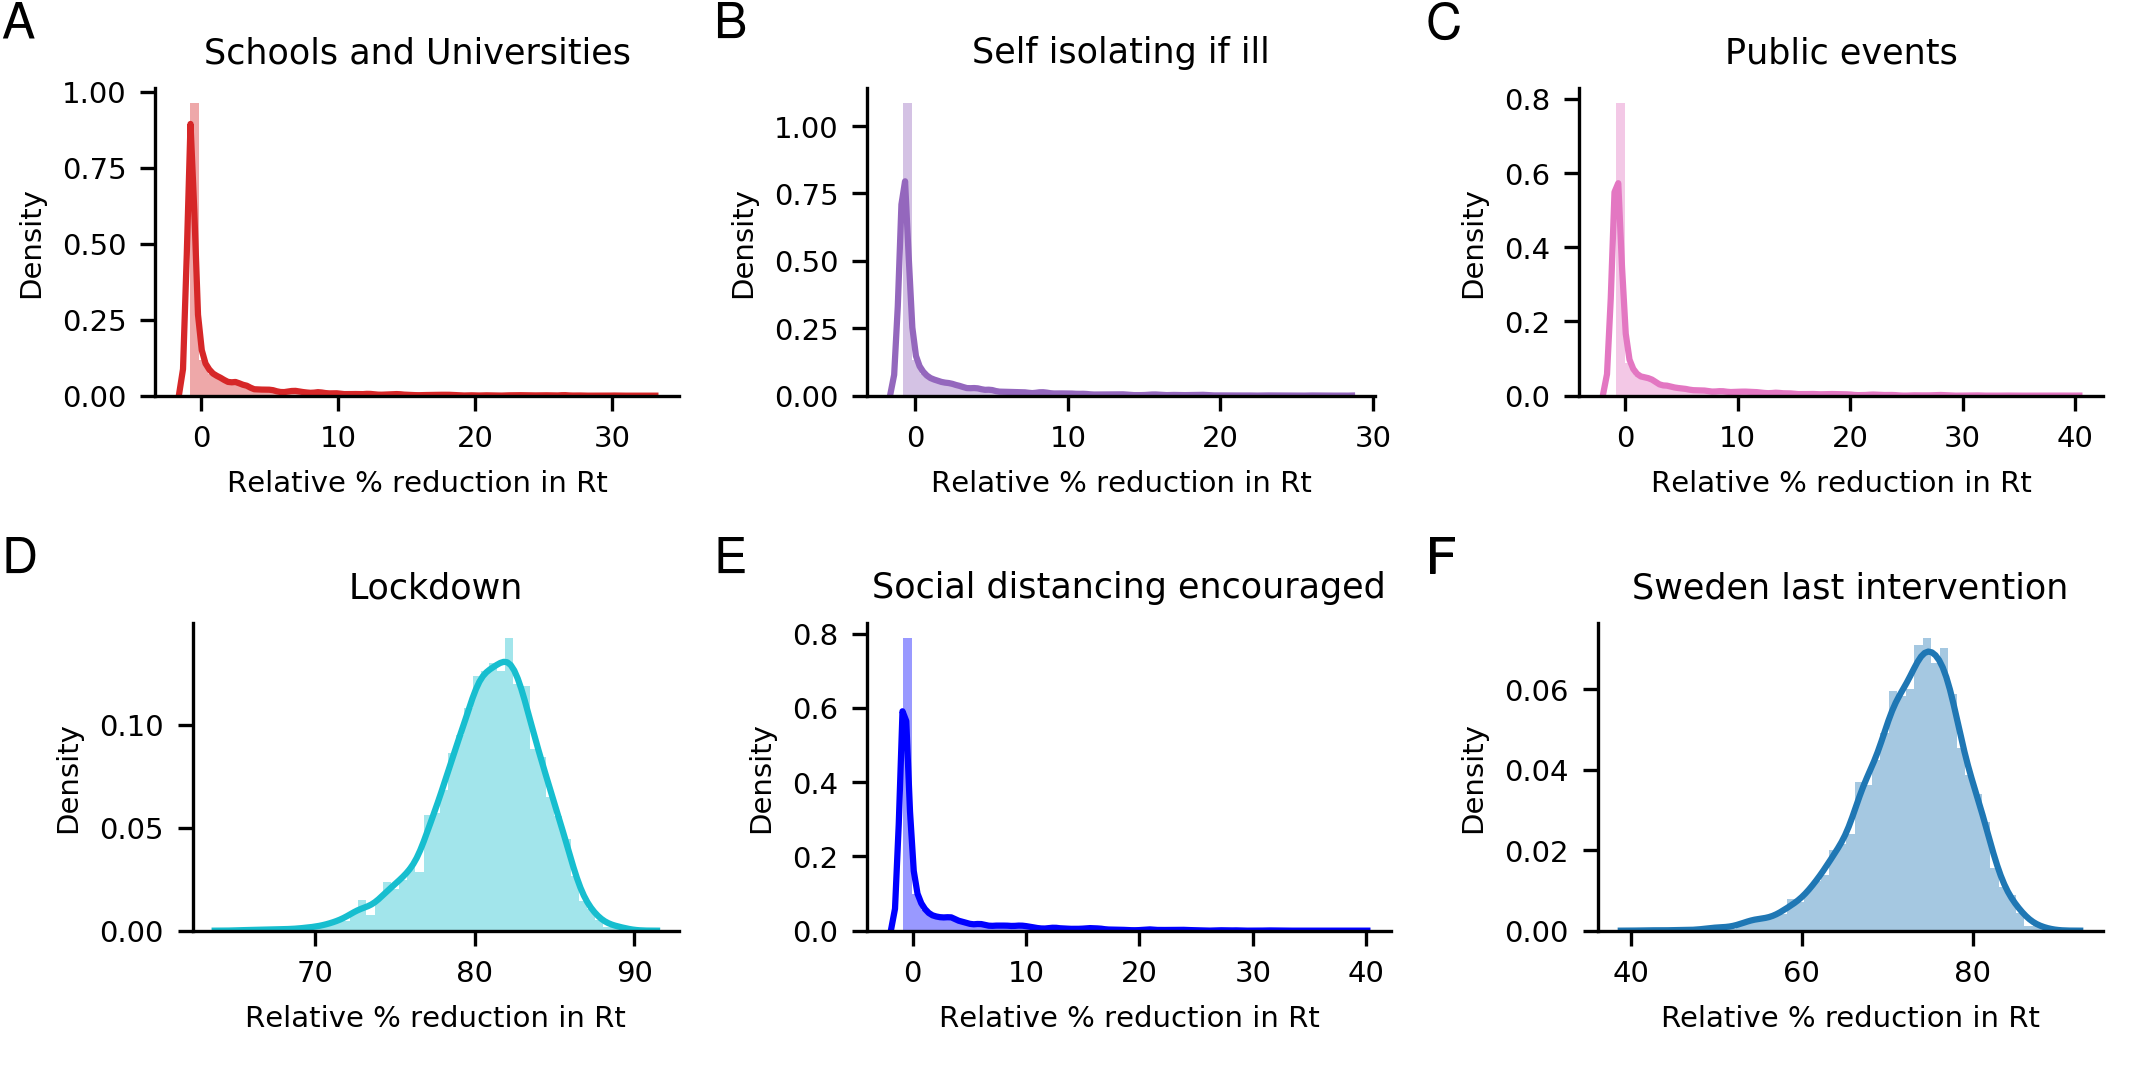 A
Schools and Universities
1.00
0.75
0.50
0.25
0.00
Density
0 10 20 30
Relative % reduction in Rt
B
Self isolating if ill
1.00
0.75
0.50
0.25
0.00
Density
0 10 20 30
Relative % reduction in Rt
C
Public events
0.8
0.6
0.4
0.2
0.0
Density
0 10 20 30 40
Relative % reduction in Rt
D
Lockdown
0.10
0.05
0.00
Density
70 80 90
Relative % reduction in Rt
E
Social distancing encouraged
0.8
0.6
0.4
0.2
0.0
Density
0 10 20 30 40
Relative % reduction in Rt
F
Sweden last intervention
0.06
0.04
0.02
0.00
Density
40 60 80
Relative % reduction in Rt